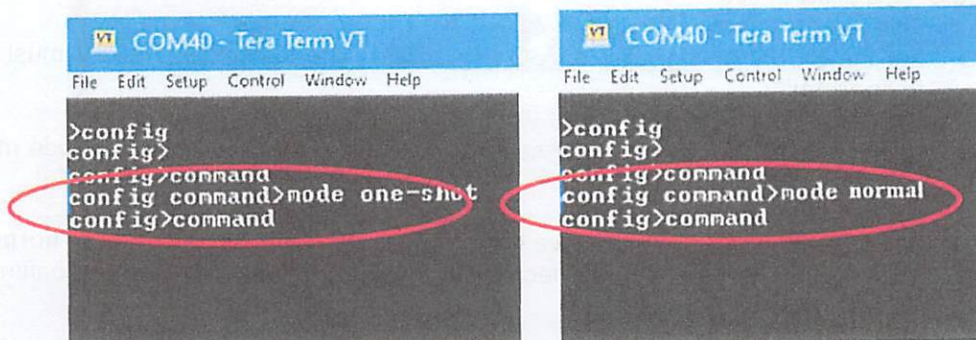 COM40 - Tera Term VT
File Edit Setup Control Window Help
>config
config>
config>command
config command>mode one-shot
config>command
COM40 - Tera Term VT
File Edit Setup Control Window Help
>config
config>
config>command
config command>mode normal
config>command